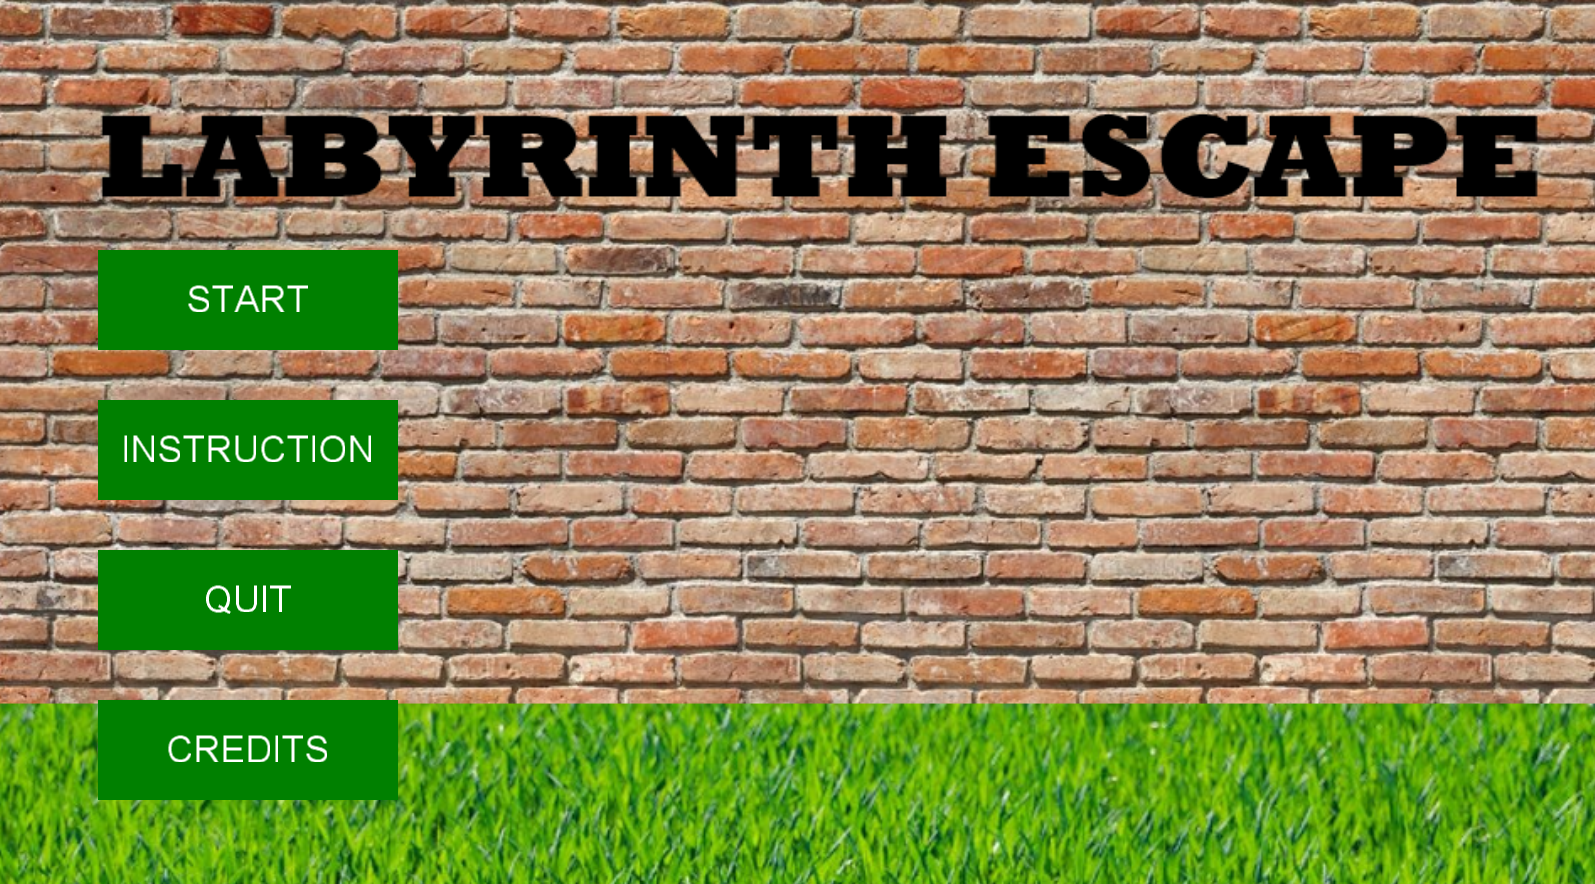 LABYRINTH ESCAPE
START
INSTRUCTION
QUIT
CREDITS